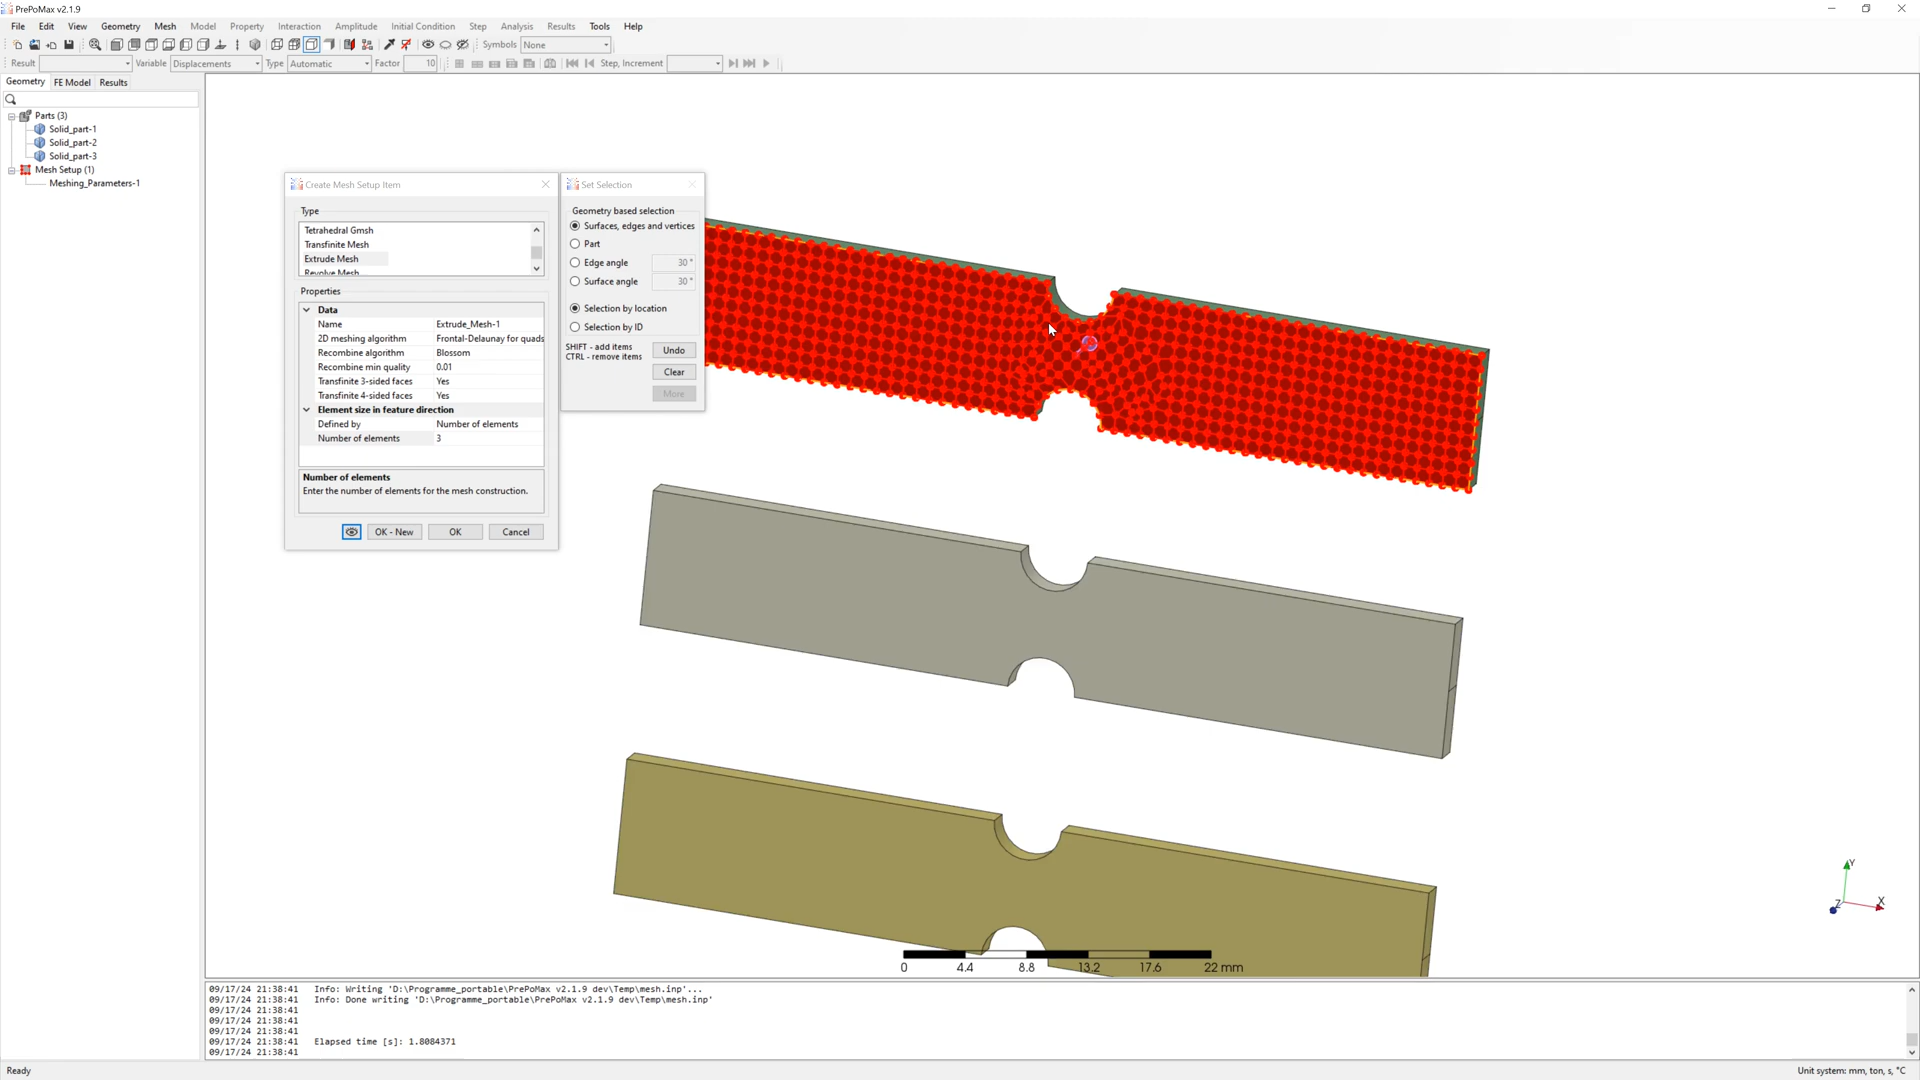 PrePoMax v2.1.9
File Edit View Geometry Mesh Model Property Interaction Amplitude Initial Condition Step Analysis Results Tools Help
Symbols None
Result Variable Displacements Type Automatic Factor 10 Step, Increment
Geometry FE Model Results
Parts (3)
Solid_part-1
Solid_part-2
Solid_part-3
Mesh Setup (1)
Meshing_Parameters-1
Create Mesh Setup Item
Type
Tetrahedral Gmsh
Transfinite Mesh
Extrude Mesh
Revolve Mesh
Properties
Data
Name Extrude_Mesh-1
2D meshing algorithm Frontal-Delaunay for quads
Recombine algorithm Blossom
Recombine min quality 0.01
Transfinite 3-sided faces Yes
Transfinite 4-sided faces Yes
Element size in feature direction
Defined by Number of elements
Number of elements 3
Number of elements
Enter the number of elements for the mesh construction.
OK - New OK Cancel
Set Selection
Geometry based selection
Surfaces, edges and vertices
Part
Edge angle 30 °
Surface angle 30 °
Selection by location
Selection by ID
SHIFT - add items
CTRL - remove items
Undo
Clear
More
Y
Z X
0 4.4 8.8 13.2 17.6 22 mm
09/17/24 21:38:41 Info: Writing 'D:\Programme_portable\PrePoMax v2.1.9 dev\Temp\mesh.inp'...
09/17/24 21:38:41 Info: Done writing 'D:\Programme_portable\PrePoMax v2.1.9 dev\Temp\mesh.inp'
09/17/24 21:38:41
09/17/24 21:38:41
09/17/24 21:38:41
09/17/24 21:38:41 Elapsed time [s]: 1.8084371
09/17/24 21:38:41
Ready
Unit system: mm, ton, s, °C